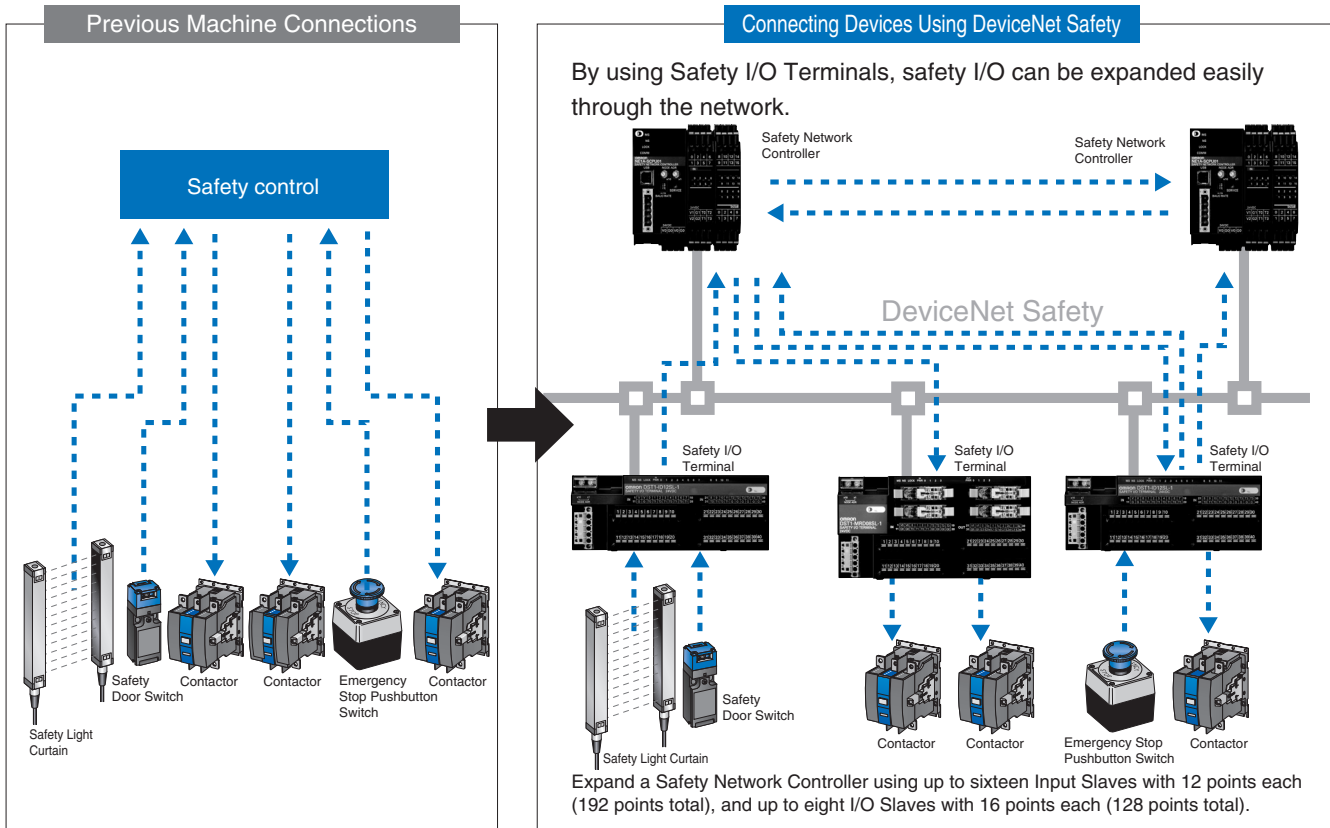 Previous Machine Connections
Safety control
Safety Light
Curtain
Safety
Door Switch
Contactor
Contactor
Emergency
Stop Pushbutton
Switch
Contactor
Connecting Devices Using DeviceNet Safety
By using Safety I/O Terminals, safety I/O can be expanded easily
through the network.
Safety Network
Controller
Safety Network
Controller
DeviceNet Safety
Safety I/O
Terminal
Safety I/O
Terminal
Safety I/O
Terminal
Safety Light Curtain
Safety
Door Switch
Contactor
Contactor
Emergency Stop
Pushbutton Switch
Contactor
Expand a Safety Network Controller using up to sixteen Input Slaves with 12 points each
(192 points total), and up to eight I/O Slaves with 16 points each (128 points total).